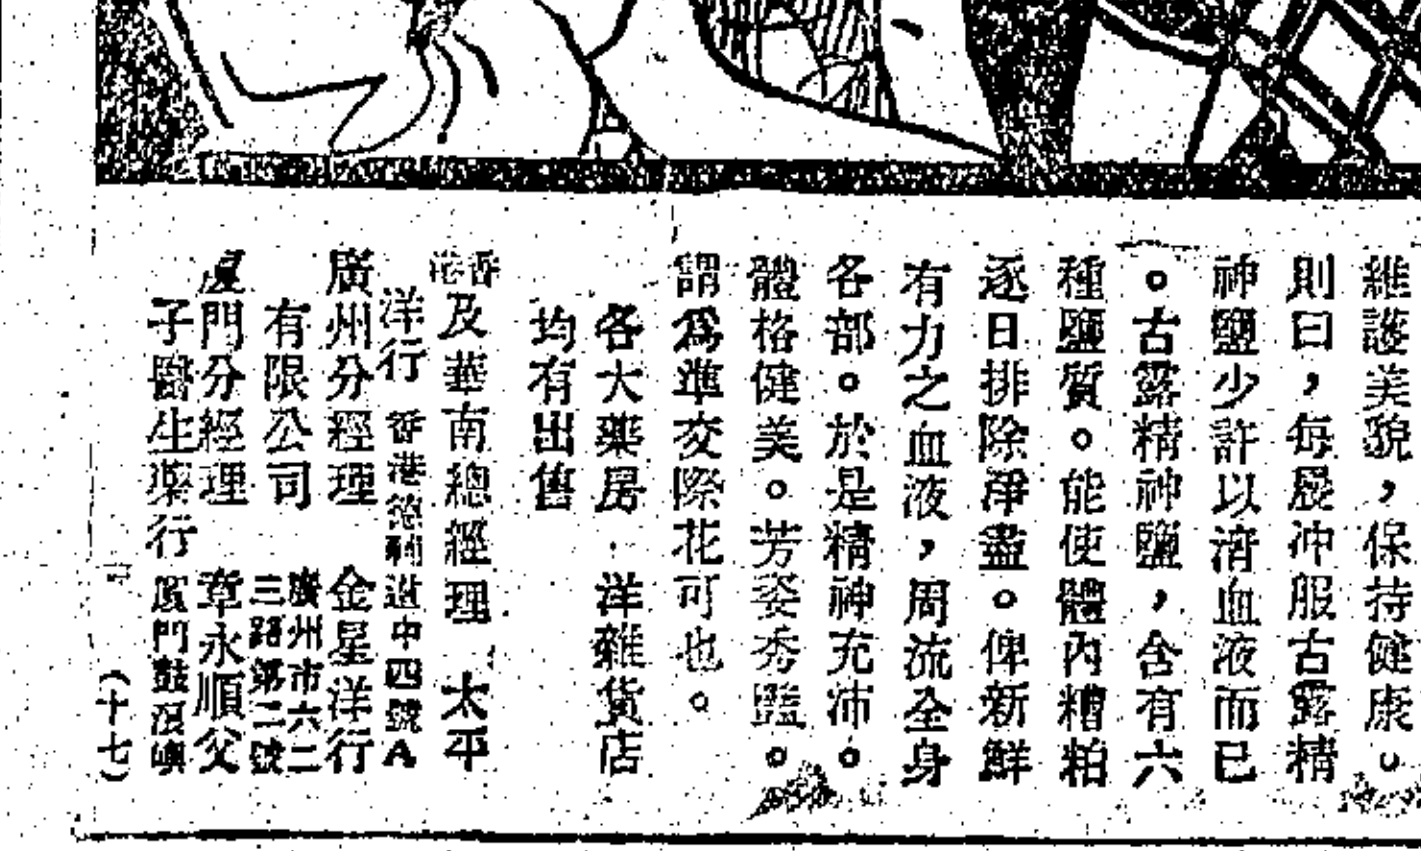 維護美貌，保持健康。
則曰，每晨冲服古露精
神鹽少許以清血液而已
。古露精神鹽，含有六
種鹽質。能使體內糟粕
逐日排除淨盡。俾新鮮
有力之血液，周流全身
各部。於是精神充沛。
體格健美。芳姿秀豔。
謂爲準交際花可也。
各大藥房．洋雜貨店
均有出售
香港及華南總經理 太平
洋行 香港德輔道中四號A
廣州分經理 金星洋行
有限公司 廣州市六二
三路第二號
廈門分經理 章永順父
子醫生藥行 廈門鼓浪嶼
（十七）